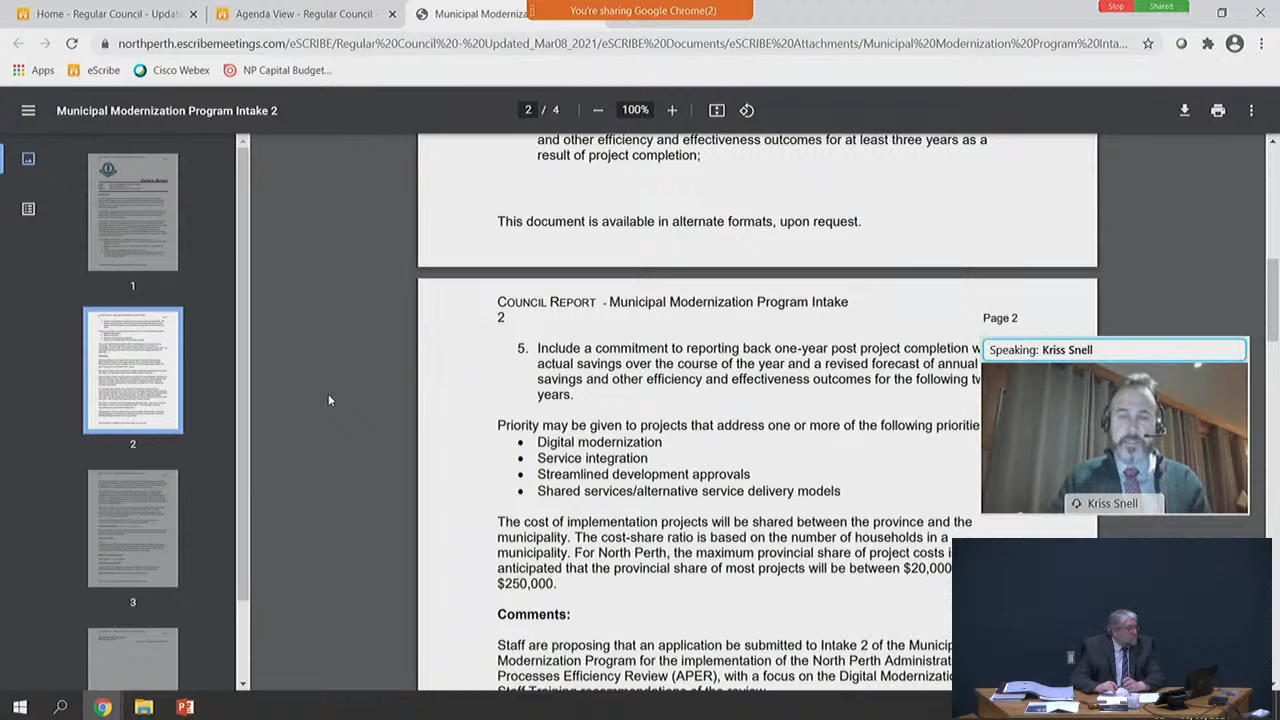 Home - Regular Council - Updat
Agenda View - Regular Council -
Municipal Moderniz
You're sharing Google Chrome(2)
Stop
Shared
northperth.escribemeetings.com/eSCRIBE/Regular%20Council%20-%20Updated_Mar08_2021/eSCRIBE%20Documents/eSCRIBE%20Attachments/Municipal%20Modernization%20Program%20Inta...
Apps
eScribe
Cisco Webex
NP Capital Budget...
Municipal Modernization Program Intake 2
2 / 4
100%
and other efficiency and effectiveness outcomes for at least three years as a
result of project completion;
This document is available in alternate formats, upon request.
1
COUNCIL REPORT - Municipal Modernization Program Intake
2
Page 2
5. Include a commitment to reporting back one-year post project completion w
actual savings over the course of the year and a revised forecast of annual
savings and other efficiency and effectiveness outcomes for the following tw
years.
Speaking: Kriss Snell
Priority may be given to projects that address one or more of the following prioritie
• Digital modernization
• Service integration
• Streamlined development approvals
• Shared services/alternative service delivery models
2
Kriss Snell
The cost of implementation projects will be shared between the province and the
municipality. The cost-share ratio is based on the number of households in a
municipality. For North Perth, the maximum provincial share of project costs i
anticipated that the provincial share of most projects will be between $20,000
$250,000.
3
Comments:
Staff are proposing that an application be submitted to Intake 2 of the Municip
Modernization Program for the implementation of the North Perth Administrat
Processes Efficiency Review (APER), with a focus on the Digital Modernizatio
Staff Training recommendations of the review.